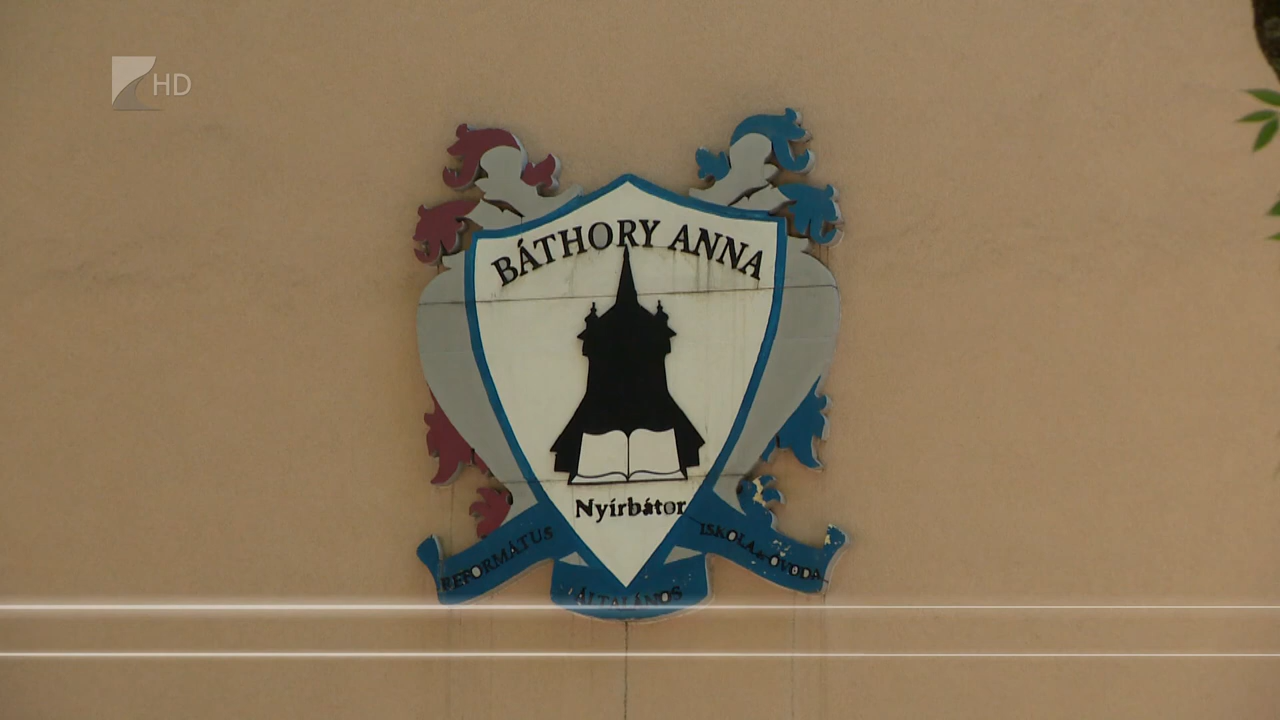 HD
BÁTHORY ANNA
Nyírbátor
REFORMÁTUS
ÁLTALÁNOS
ISKOLA és ÓVODA